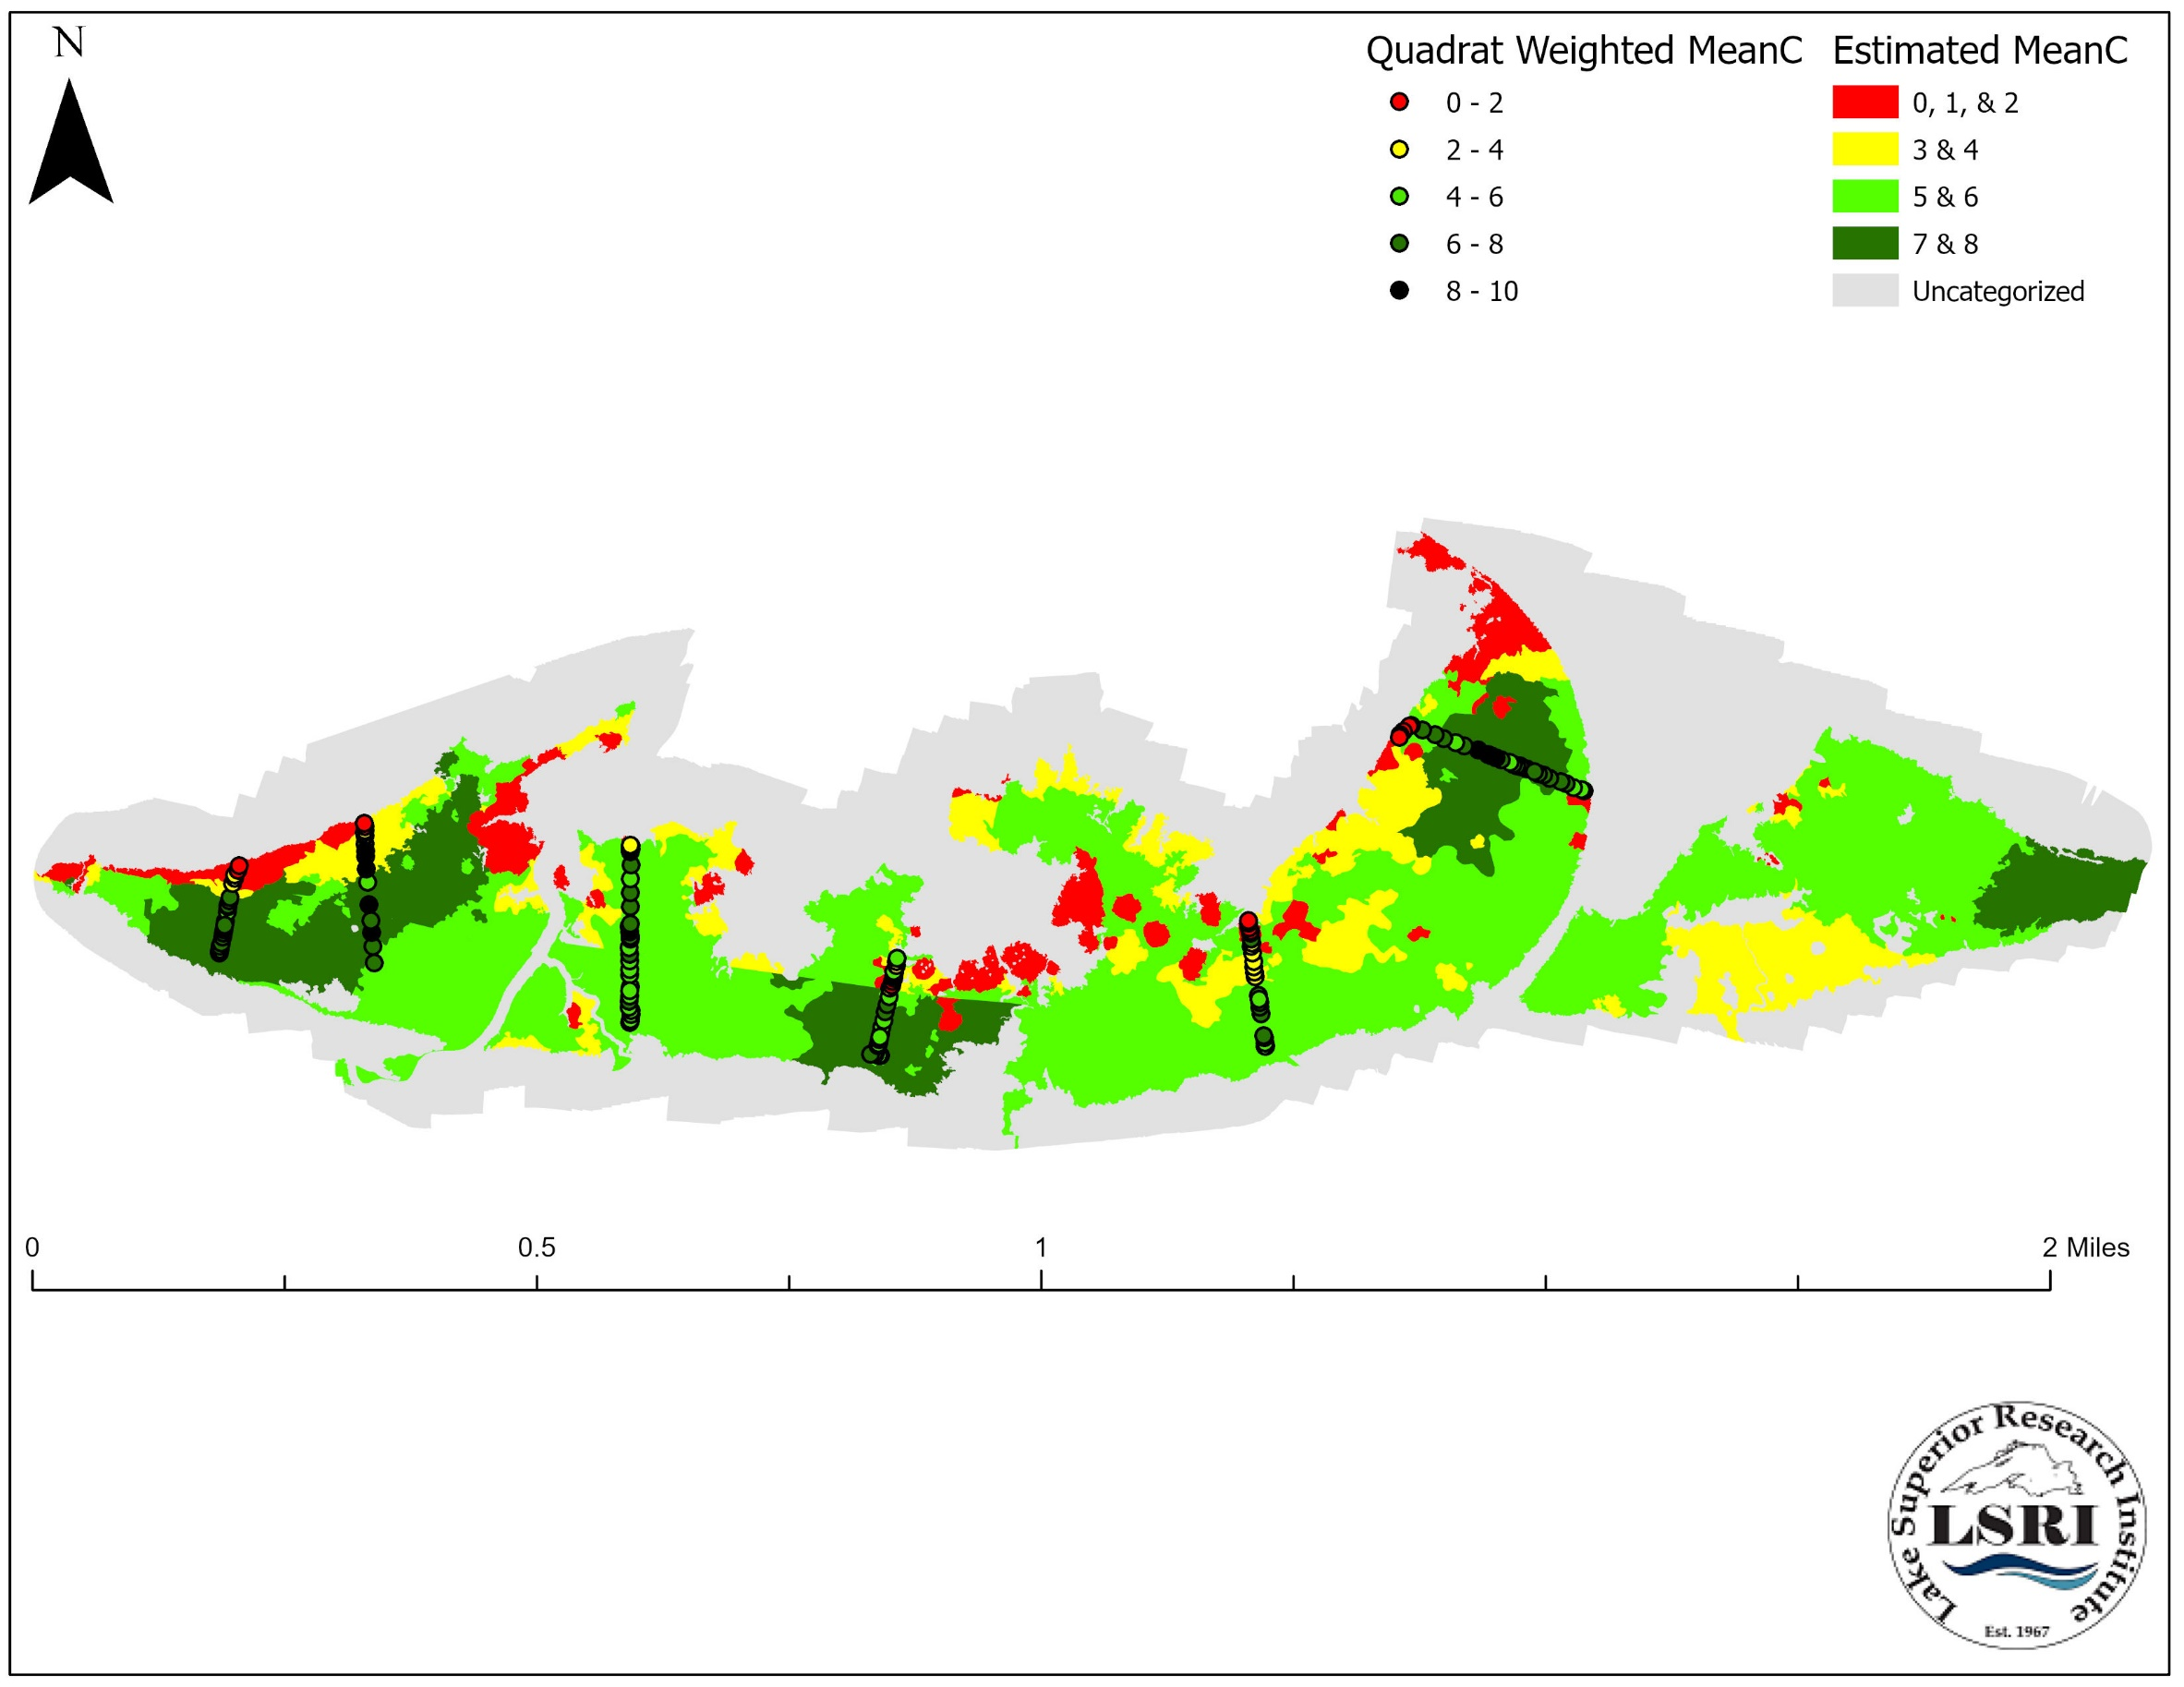 N
Quadrat Weighted MeanC
0 - 2
2 - 4
4 - 6
6 - 8
8 - 10
Estimated MeanC
0, 1, & 2
3 & 4
5 & 6
7 & 8
Uncategorized
0 0.5 1 2 Miles
Lake Superior Research Institute
LSRI
Est. 1967